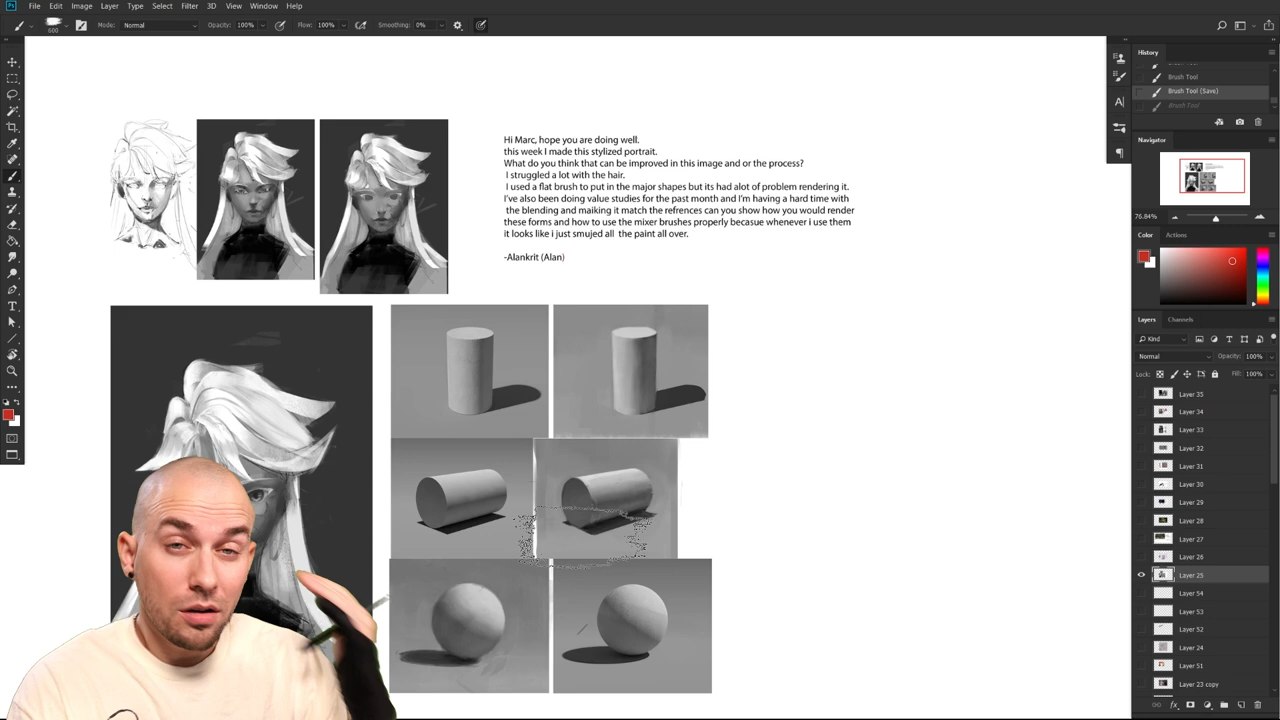 Ps File Edit Image Layer Type Select Filter 3D View Window Help
600 Mode: Normal Opacity: 100% Flow: 100% Smoothing: 0%
History
Brush Tool
Brush Tool
Brush Tool (Save)
Brush Tool
Navigator
76.84%
Color Actions
Layers Channels
Kind
Normal Opacity: 100%
Lock: Fill: 100%
Layer 35
Layer 34
Layer 33
Layer 32
Layer 31
Layer 30
Layer 29
Layer 28
Layer 27
Layer 26
Layer 25
Layer 54
Layer 53
Layer 52
Layer 24
Layer 51
Layer 23 copy
Hi Marc, hope you are doing well.
this week I made this stylized portrait.
What do you think that can be improved in this image and or the process?
I struggled a lot with the hair.
I used a flat brush to put in the major shapes but its had alot of problem rendering it.
I've also been doing value studies for the past month and I'm having a hard time with
the blending and maiking it match the refrences can you show how you would render
these forms and how to use the mixer brushes properly becasue whenever i use them
it looks like i just smujed all the paint all over.
-Alankrit (Alan)